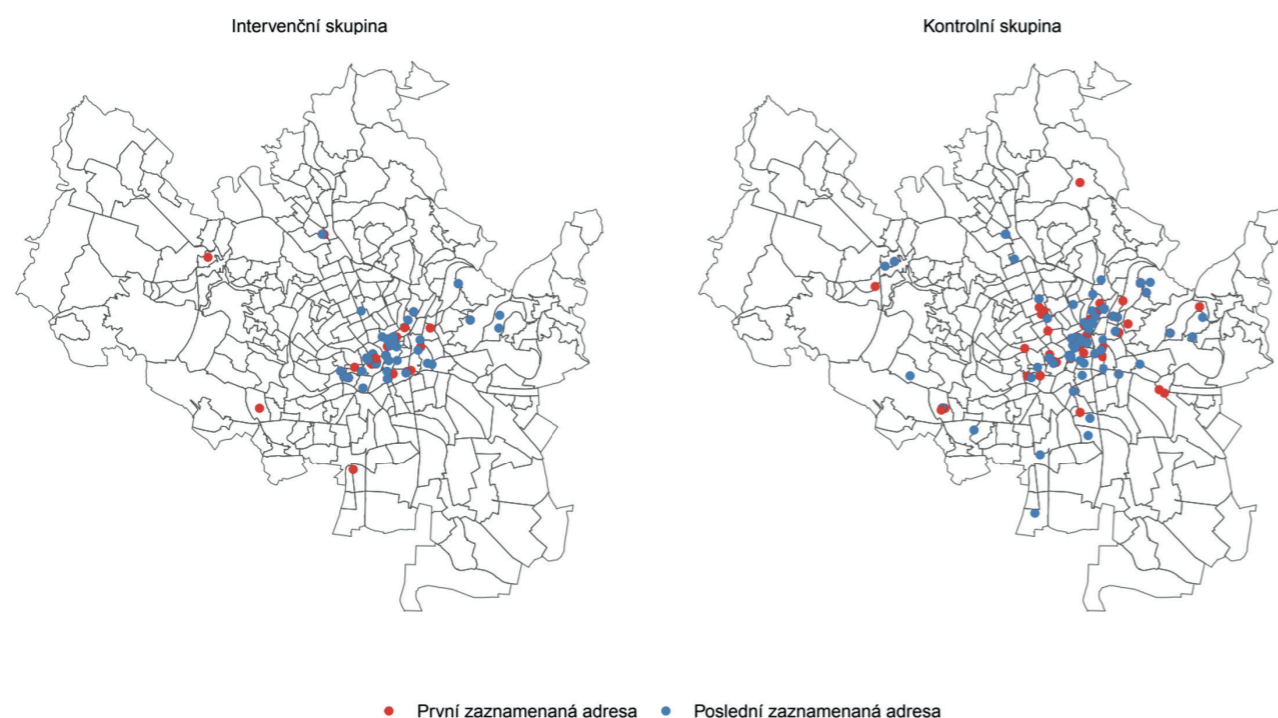 Intervenční skupina
Kontrolní skupina
První zaznamenaná adresa
Poslední zaznamenaná adresa